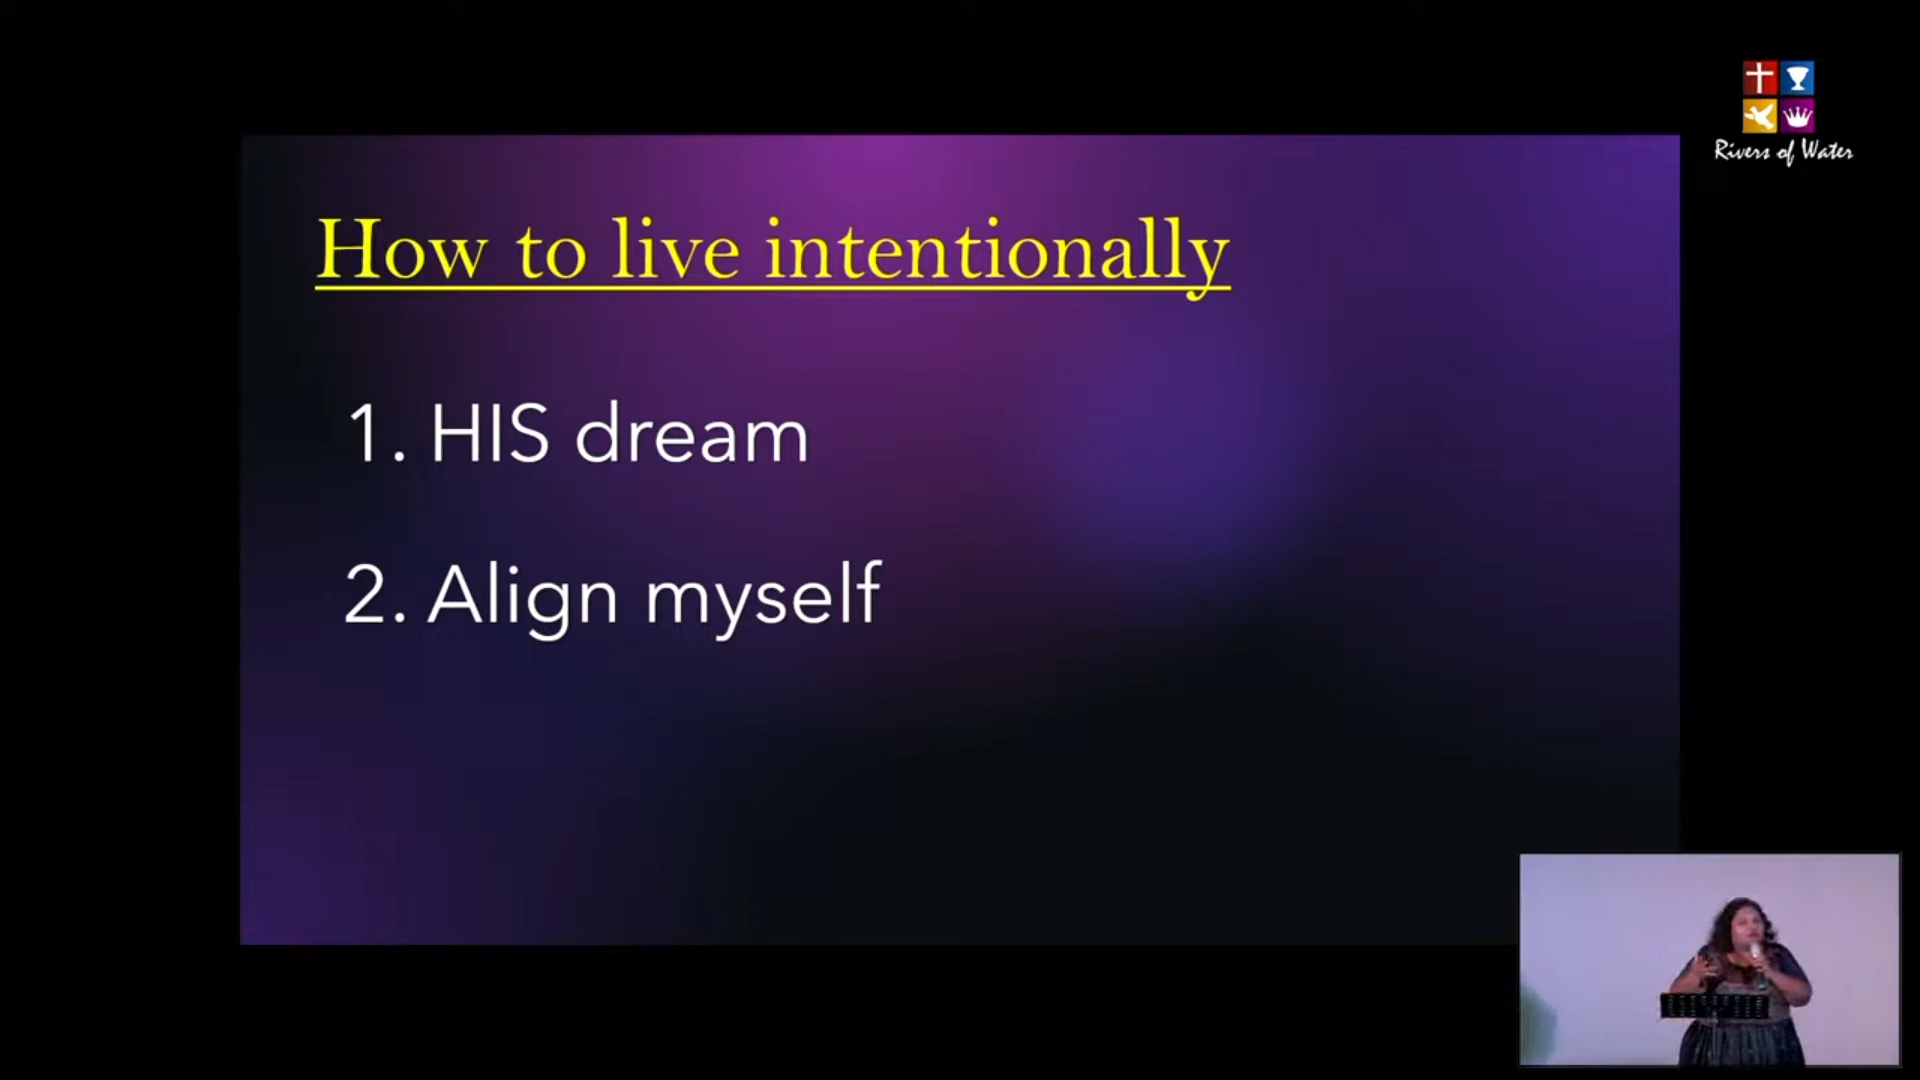 Rivers of Water
How to live intentionally
1. HIS dream
2. Align myself